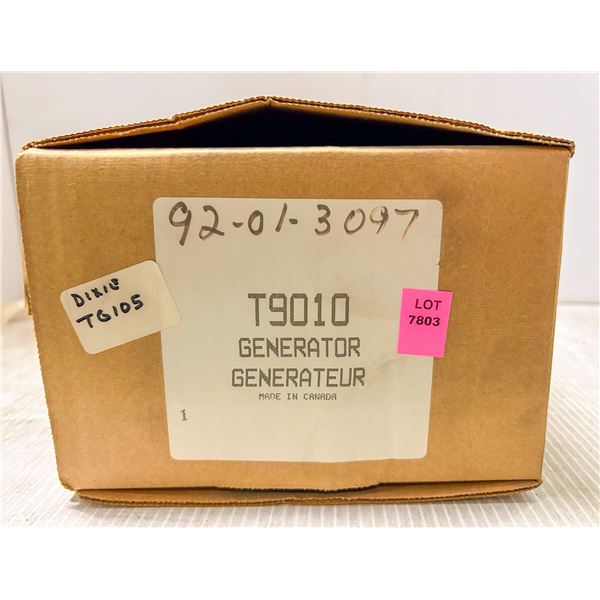 92-01-3097
DIXIE
TG105
T9010
GENERATOR
GENERATEUR
MADE IN CANADA
1
LOT
7803